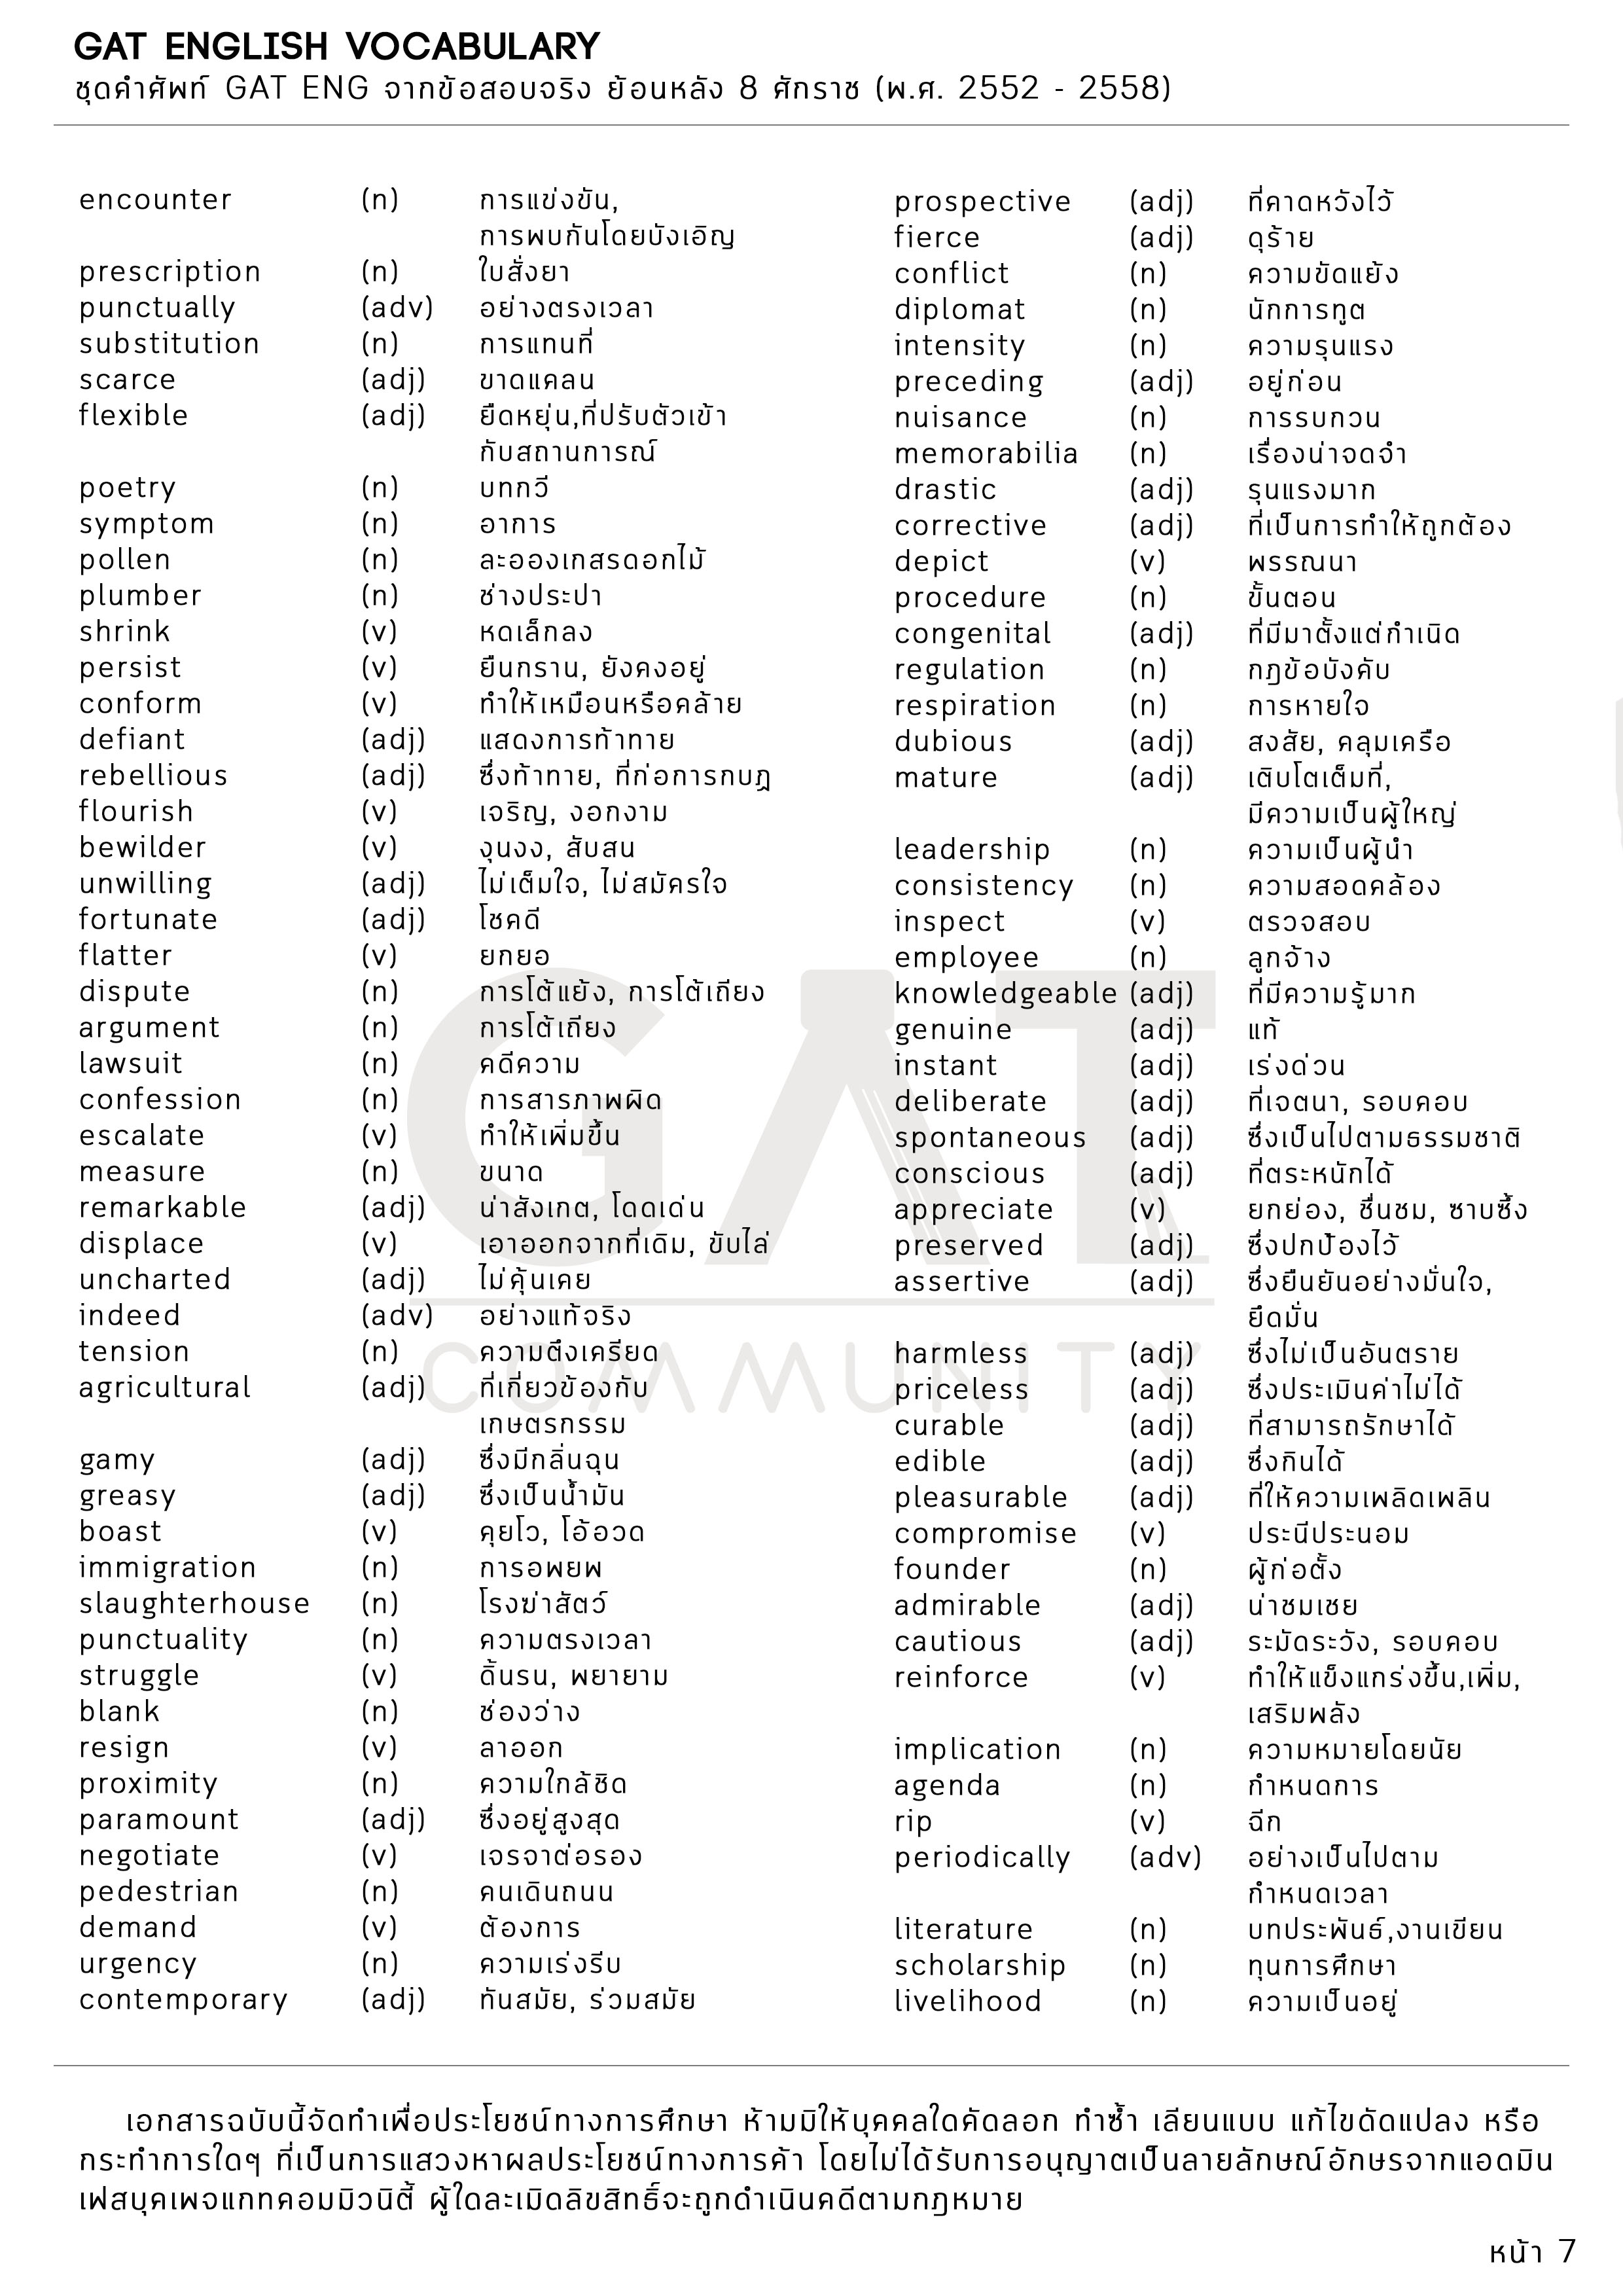 GAT ENGLISH VOCABULARY
ชุดคำศัพท์ GAT ENG จากข้อสอบจริง ย้อนหลัง 8 ศักราช (พ.ศ. 2552 - 2558)
encounter (n) การแข่งขัน,
การพบกันโดยบังเอิญ
prescription (n) ใบสั่งยา
punctually (adv) อย่างตรงเวลา
substitution (n) การแทนที่
scarce (adj) ขาดแคลน
flexible (adj) ยืดหยุ่น,ที่ปรับตัวเข้า
กับสถานการณ์
poetry (n) บทกวี
symptom (n) อาการ
pollen (n) ละอองเกสรดอกไม้
plumber (n) ช่างประปา
shrink (v) หดเล็กลง
persist (v) ยืนกราน, ยังคงอยู่
conform (v) ทำให้เหมือนหรือคล้าย
defiant (adj) แสดงการท้าทาย
rebellious (adj) ซึ่งท้าทาย, ที่ก่อการกบฏ
flourish (v) เจริญ, งอกงาม
bewilder (v) งุนงง, สับสน
unwilling (adj) ไม่เต็มใจ, ไม่สมัครใจ
fortunate (adj) โชคดี
flatter (v) ยกยอ
dispute (n) การโต้แย้ง, การโต้เถียง
argument (n) การโต้เถียง
lawsuit (n) คดีความ
confession (n) การสารภาพผิด
escalate (v) ทำให้เพิ่มขึ้น
measure (n) ขนาด
remarkable (adj) น่าสังเกต, โดดเด่น
displace (v) เอาออกจากที่เดิม, ขับไล่
uncharted (adj) ไม่คุ้นเคย
indeed (adv) อย่างแท้จริง
tension (n) ความตึงเครียด
agricultural (adj) ที่เกี่ยวข้องกับ
เกษตรกรรม
gamy (adj) ซึ่งมีกลิ่นฉุน
greasy (adj) ซึ่งเป็นน้ำมัน
boast (v) คุยโว, โอ้อวด
immigration (n) การอพยพ
slaughterhouse (n) โรงฆ่าสัตว์
punctuality (n) ความตรงเวลา
struggle (v) ดิ้นรน, พยายาม
blank (n) ช่องว่าง
resign (v) ลาออก
proximity (n) ความใกล้ชิด
paramount (adj) ซึ่งอยู่สูงสุด
negotiate (v) เจรจาต่อรอง
pedestrian (n) คนเดินถนน
demand (v) ต้องการ
urgency (n) ความเร่งรีบ
contemporary (adj) ทันสมัย, ร่วมสมัย
prospective (adj) ที่คาดหวังไว้
fierce (adj) ดุร้าย
conflict (n) ความขัดแย้ง
diplomat (n) นักการทูต
intensity (n) ความรุนแรง
preceding (adj) อยู่ก่อน
nuisance (n) การรบกวน
memorabilia (n) เรื่องน่าจดจำ
drastic (adj) รุนแรงมาก
corrective (adj) ที่เป็นการทำให้ถูกต้อง
depict (v) พรรณนา
procedure (n) ขั้นตอน
congenital (adj) ที่มีมาตั้งแต่กำเนิด
regulation (n) กฎข้อบังคับ
respiration (n) การหายใจ
dubious (adj) สงสัย, คลุมเครือ
mature (adj) เติบโตเต็มที่,
มีความเป็นผู้ใหญ่
leadership (n) ความเป็นผู้นำ
consistency (n) ความสอดคล้อง
inspect (v) ตรวจสอบ
employee (n) ลูกจ้าง
knowledgeable (adj) ที่มีความรู้มาก
genuine (adj) แท้
instant (adj) เร่งด่วน
deliberate (adj) ที่เจตนา, รอบคอบ
spontaneous (adj) ซึ่งเป็นไปตามธรรมชาติ
conscious (adj) ที่ตระหนักได้
appreciate (v) ยกย่อง, ชื่นชม, ซาบซึ้ง
preserved (adj) ซึ่งปกป้องไว้
assertive (adj) ซึ่งยืนยันอย่างมั่นใจ,
ยึดมั่น
harmless (adj) ซึ่งไม่เป็นอันตราย
priceless (adj) ซึ่งประเมินค่าไม่ได้
curable (adj) ที่สามารถรักษาได้
edible (adj) ซึ่งกินได้
pleasurable (adj) ที่ให้ความเพลิดเพลิน
compromise (v) ประนีประนอม
founder (n) ผู้ก่อตั้ง
admirable (adj) น่าชมเชย
cautious (adj) ระมัดระวัง, รอบคอบ
reinforce (v) ทำให้แข็งแกร่งขึ้น,เพิ่ม,
เสริมพลัง
implication (n) ความหมายโดยนัย
agenda (n) กำหนดการ
rip (v) ฉีก
periodically (adv) อย่างเป็นไปตาม
กำหนดเวลา
literature (n) บทประพันธ์,งานเขียน
scholarship (n) ทุนการศึกษา
livelihood (n) ความเป็นอยู่
GAT
COMMUNITY
เอกสารฉบับนี้จัดทำเพื่อประโยชน์ทางการศึกษา ห้ามมิให้บุคคลใดคัดลอก ทำซ้ำ เลียนแบบ แก้ไขดัดแปลง หรือ
กระทำการใดๆ ที่เป็นการแสวงหาผลประโยชน์ทางการค้า โดยไม่ได้รับการอนุญาตเป็นลายลักษณ์อักษรจากแอดมิน
เฟสบุคเพจแกทคอมมิวนิตี้ ผู้ใดละเมิดลิขสิทธิ์จะถูกดำเนินคดีตามกฎหมาย
หน้า 7